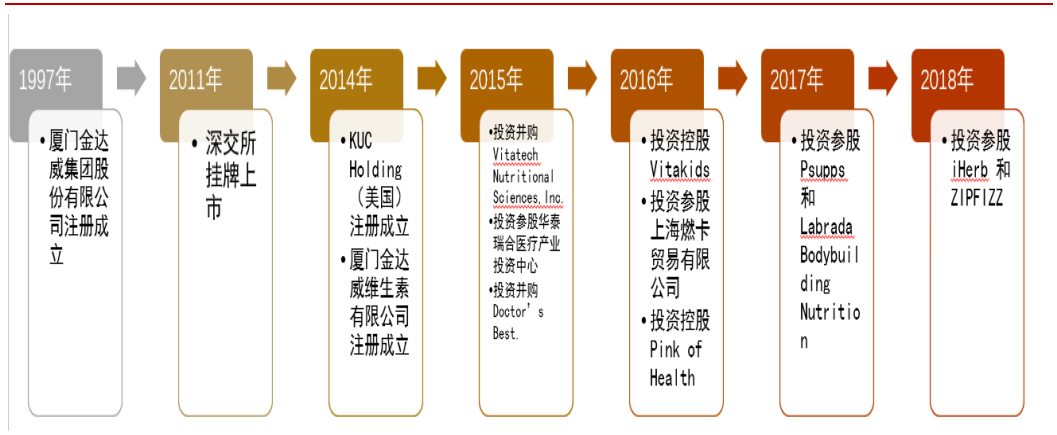 1997年
• 厦门金达
威集团股
份有限公
司注册成
立
2011年
• 深交所
挂牌上
市
2014年
• KUC
Holding
（美国）
注册成立
• 厦门金达
威维生素
有限公司
注册成立
2015年
•投资并购
Vitatech
Nutritional
Sciences,Inc.
•投资参股华泰
瑞合医疗产业
投资中心
•投资并购
Doctor’s
Best.
2016年
• 投资控股
Vitakids
• 投资参股
上海燃卡
贸易有限
公司
• 投资控股
Pink of
Health
2017年
• 投资参股
Psupps
和
Labrada
Bodybuil
ding
Nutritio
n
2018年
• 投资参股
iHerb 和
ZIPFIZZ